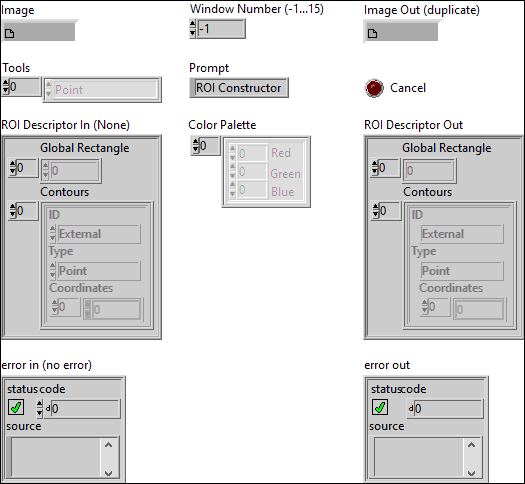 Image Window Number (-1...15) Image Out (duplicate)
-1
Tools Prompt
0 Point ROI Constructor Cancel
ROI Descriptor In (None) Color Palette ROI Descriptor Out
Global Rectangle 0 0 Red Global Rectangle
0 0 0 Green 0 0
Contours 0 Blue Contours
0 ID 0 ID
External External
Type Type
Point Point
Coordinates Coordinates
0 0 0 0
error in (no error) error out
status code status code
d 0 d 0
source source